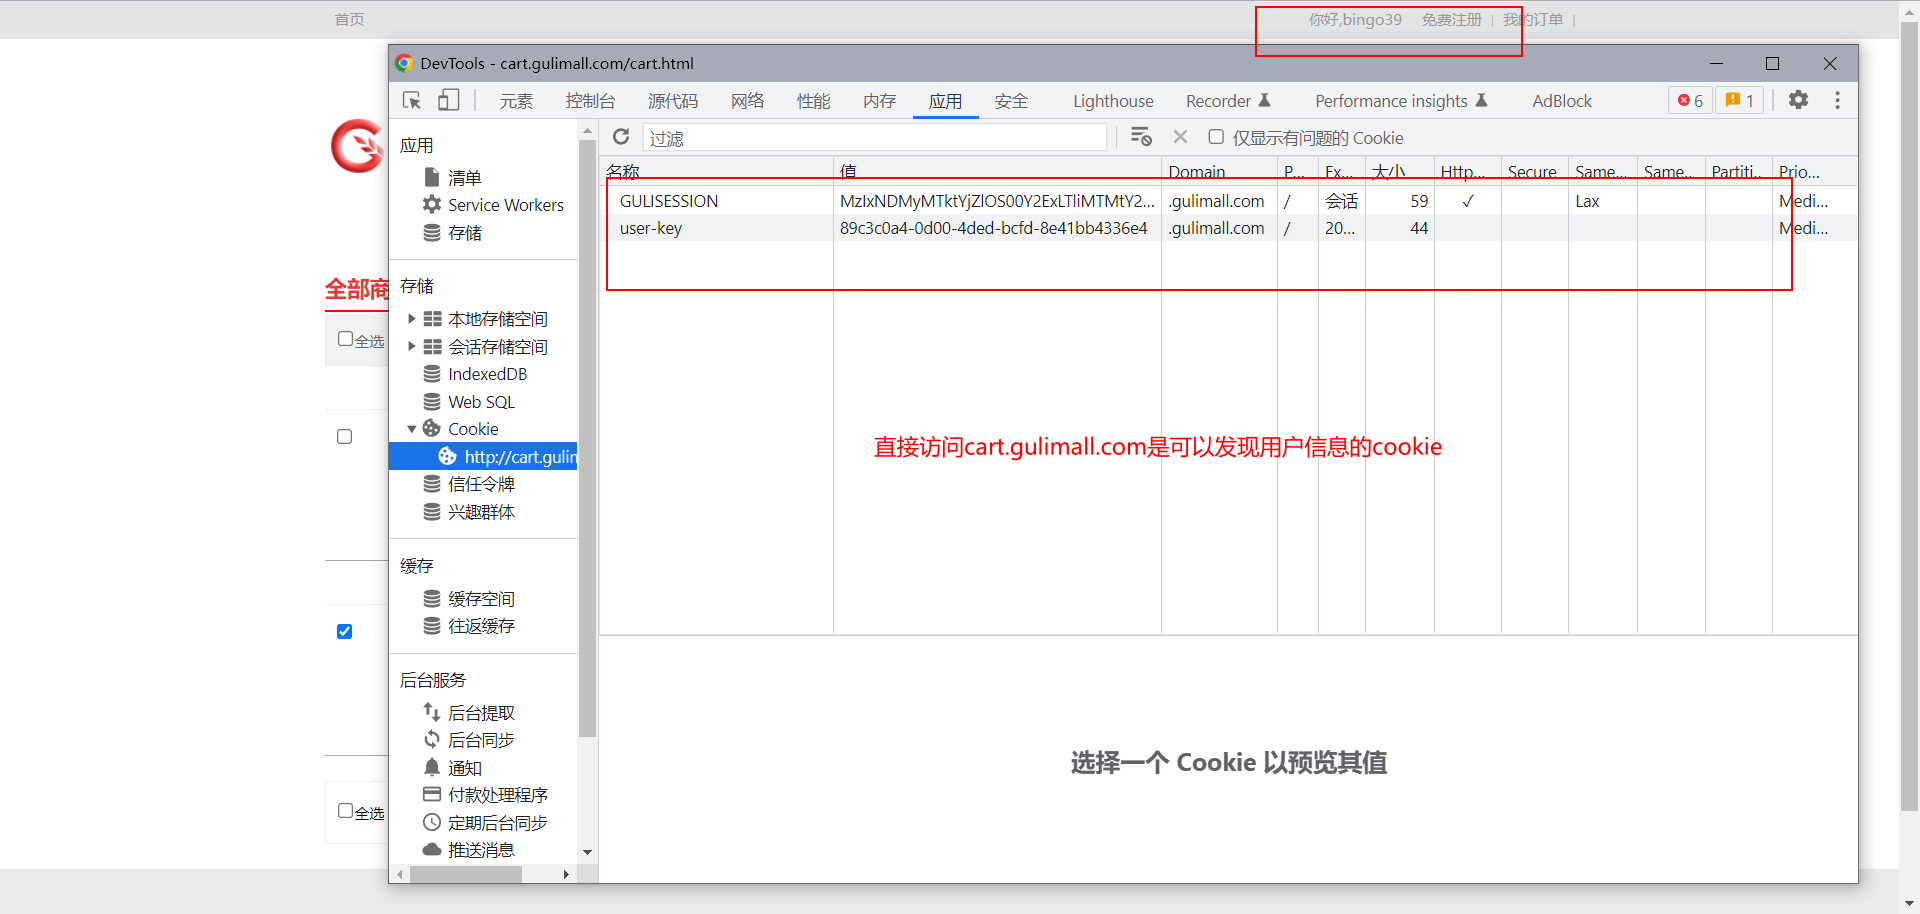 首页
你好,bingo39 免费注册 | 我的订单 |
DevTools - cart.gulimall.com/cart.html
元素 控制台 源代码 网络 性能 内存 应用 安全 Lighthouse Recorder Performance insights AdBlock 6 1
过滤 仅显示有问题的 Cookie
名称 值 Domain P... Ex... 大小 Http... Secure Same... Same... Partiti... Prio...
GULISESSION MzIxNDMyMTktYjZlOS00Y2ExLTliMTMtY2... .gulimall.com / 会话 59 ✓ Lax Medi...
user-key 89c3c0a4-0d00-4ded-bcfd-8e41bb4336e4 .gulimall.com / 20... 44 Medi...
应用
清单
Service Workers
存储
存储
本地存储空间
会话存储空间
IndexedDB
Web SQL
Cookie
http://cart.gulim
信任令牌
兴趣群体
缓存
缓存空间
往返缓存
后台服务
后台提取
后台同步
通知
付款处理程序
定期后台同步
推送消息
全部商
全选
全选
直接访问cart.gulimall.com是可以发现用户信息的cookie
选择一个 Cookie 以预览其值